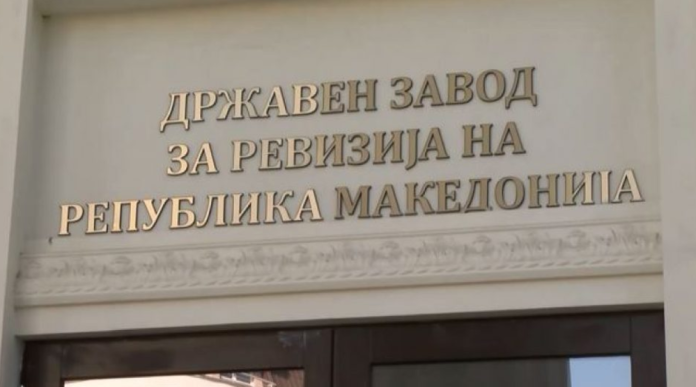 ДРЖАВЕН ЗАВОД
ЗА РЕВИЗИЈА НА
РЕПУБЛИКА МАКЕДОНИЈА